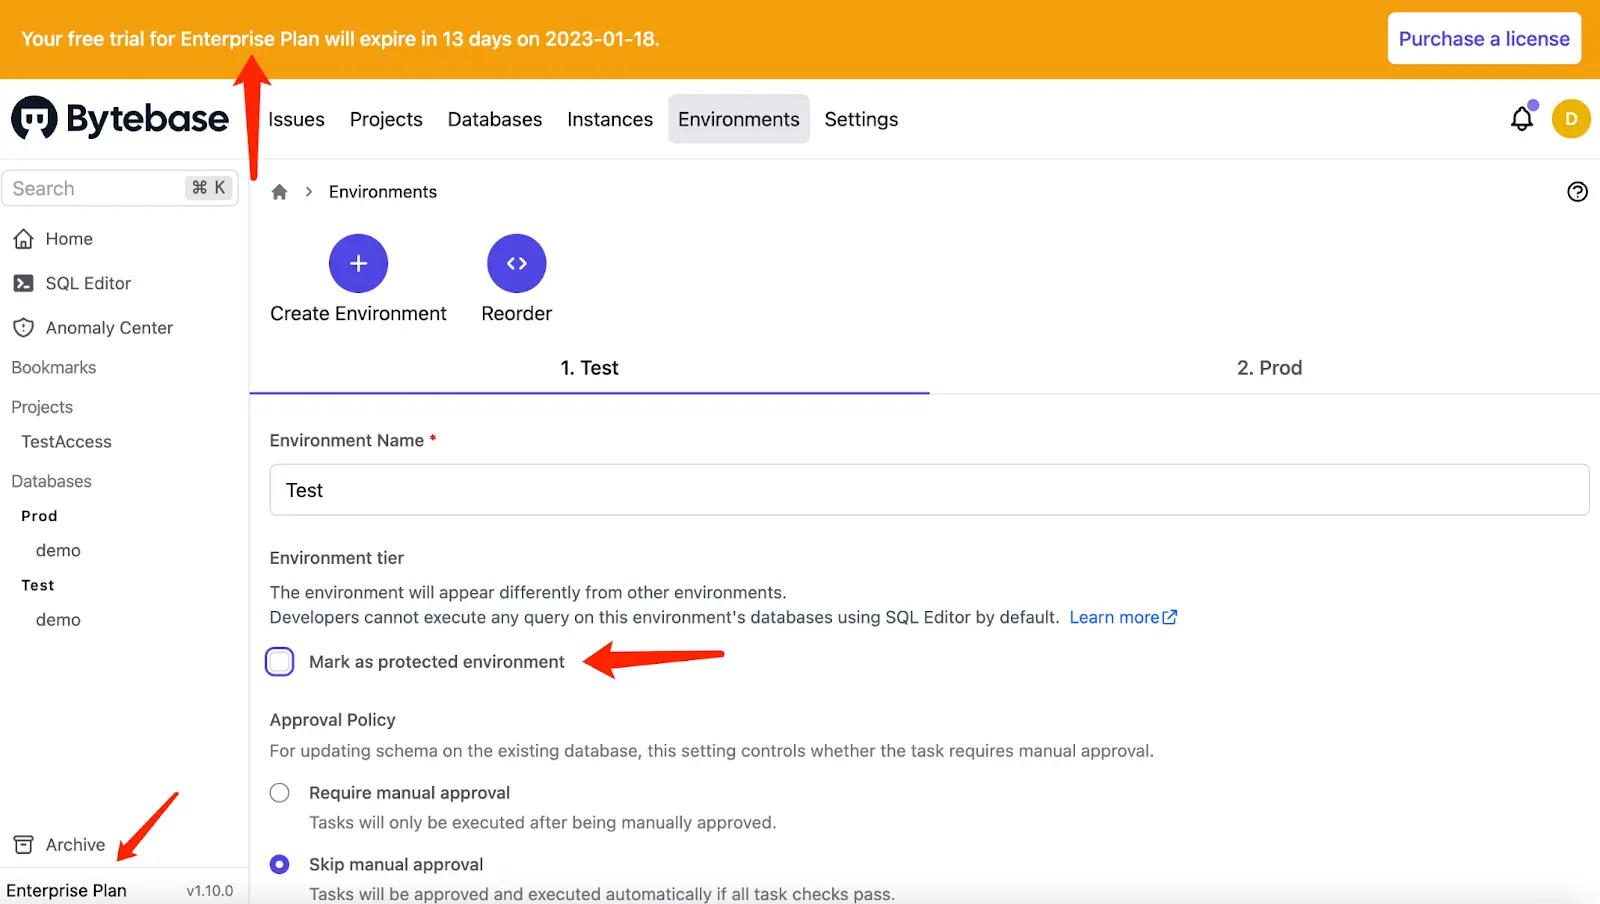 Your free trial for Enterprise Plan will expire in 13 days on 2023-01-18.
Purchase a license
Bytebase
Issues Projects Databases Instances Environments Settings
D
Search ⌘ K
Environments
Home
SQL Editor
Anomaly Center
Bookmarks
Projects
TestAccess
Databases
Prod
demo
Test
demo
Archive
Enterprise Plan v1.10.0
Create Environment
Reorder
1. Test
2. Prod
Environment Name *
Test
Environment tier
The environment will appear differently from other environments.
Developers cannot execute any query on this environment's databases using SQL Editor by default. Learn more
Mark as protected environment
Approval Policy
For updating schema on the existing database, this setting controls whether the task requires manual approval.
Require manual approval
Tasks will only be executed after being manually approved.
Skip manual approval
Tasks will be approved and executed automatically if all task checks pass.